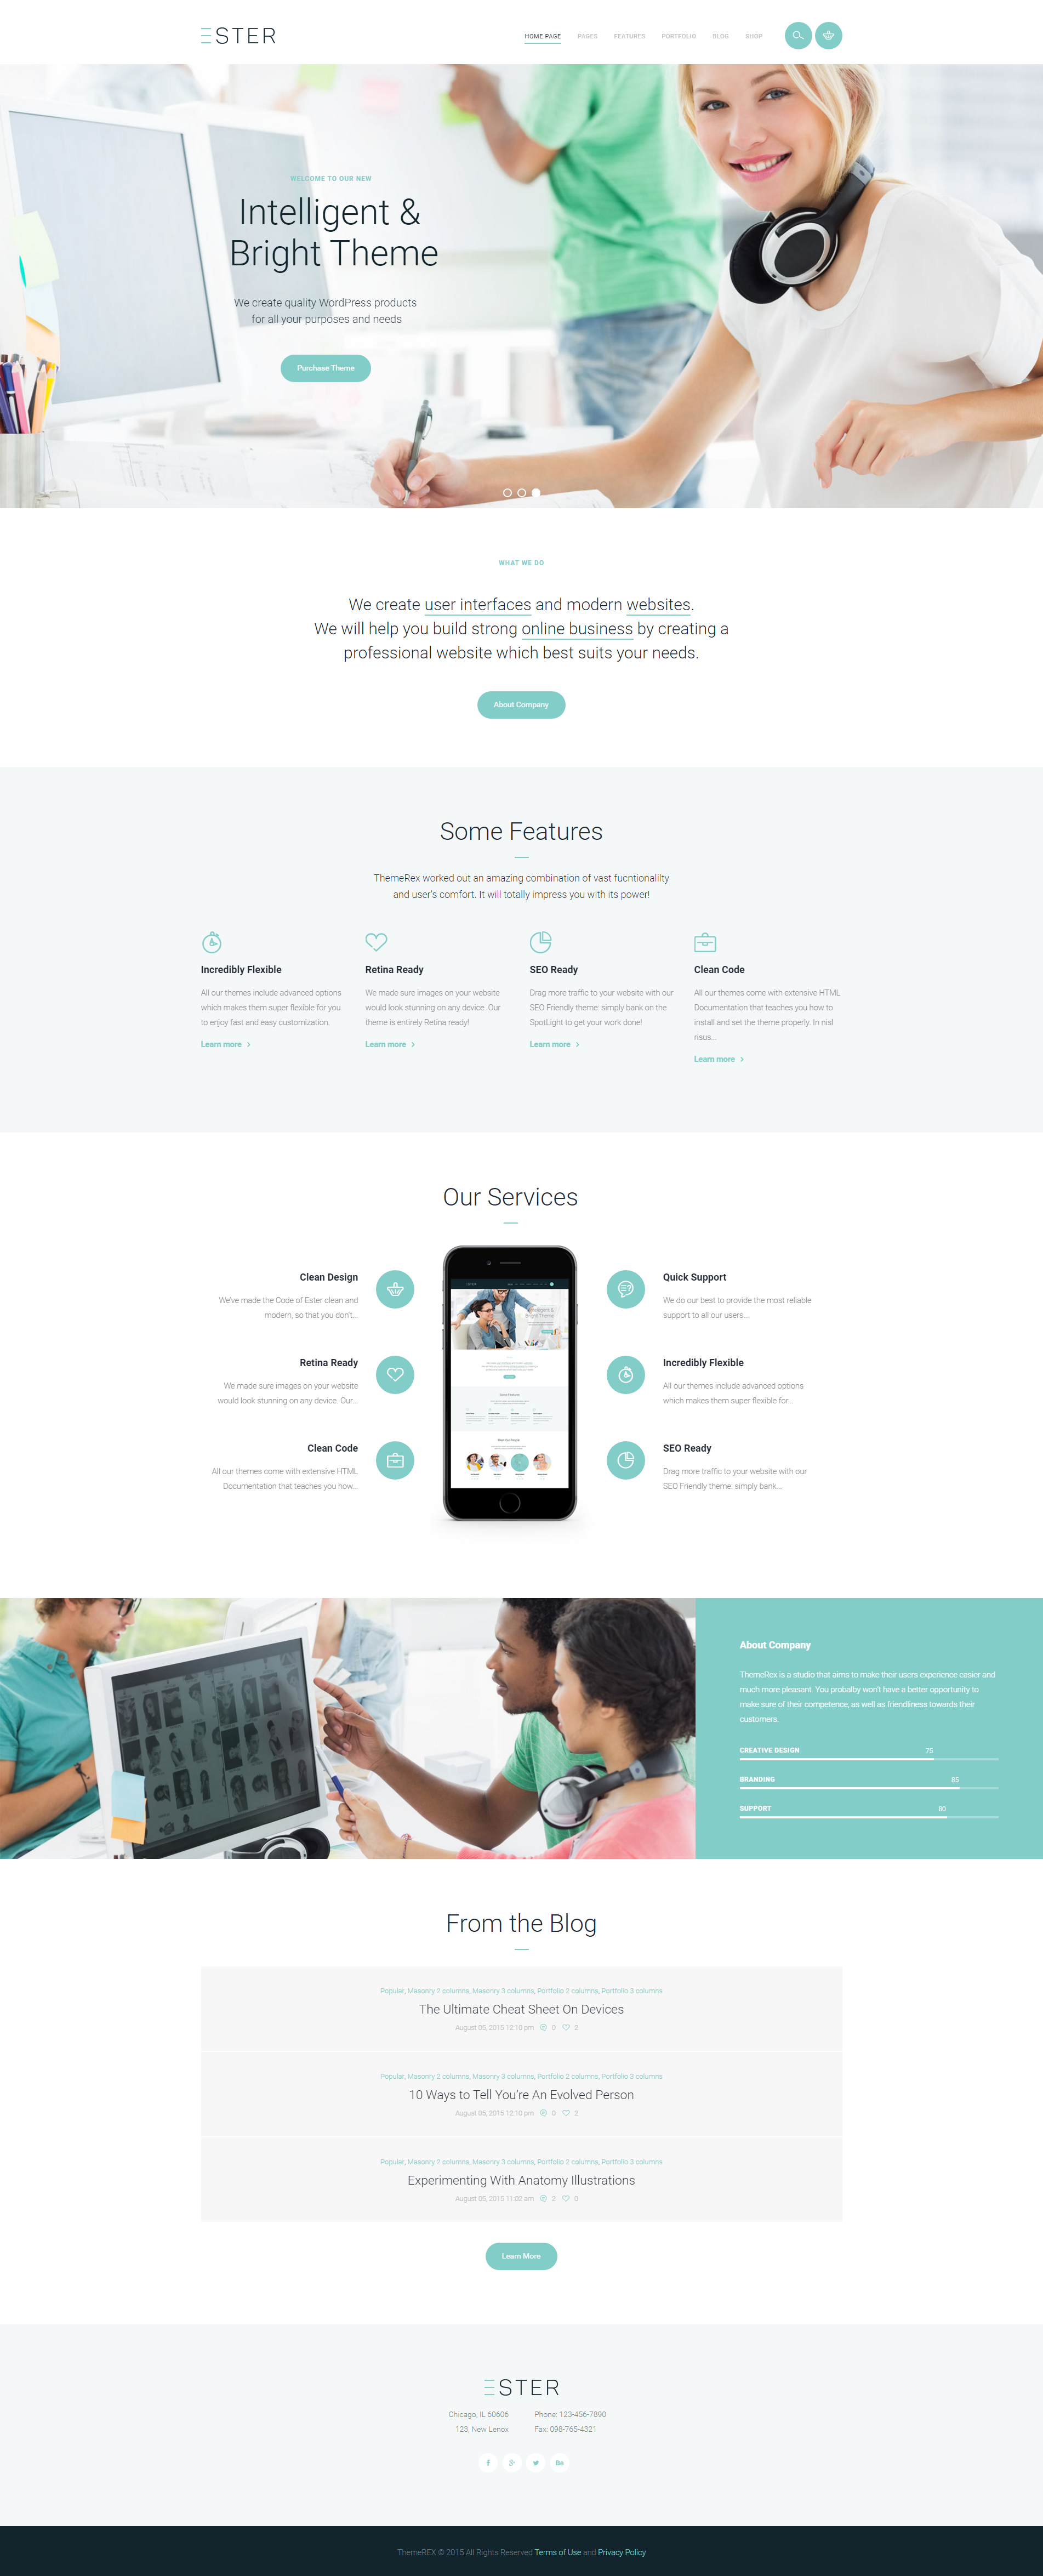 ESTER
HOME PAGE PAGES FEATURES PORTFOLIO BLOG SHOP
WELCOME TO OUR NEW
Intelligent &
Bright Theme
We create quality WordPress products
for all your purposes and needs
Purchase Theme
WHAT WE DO
We create user interfaces and modern websites.
We will help you build strong online business by creating a
professional website which best suits your needs.
About Company
Some Features
ThemeRex worked out an amazing combination of vast fucntionalilty
and user's comfort. It will totally impress you with its power!
Incredibly Flexible
All our themes include advanced options
which makes them super flexible for you
to enjoy fast and easy customization.
Learn more
Retina Ready
We made sure images on your website
would look stunning on any device. Our
theme is entirely Retina ready!
Learn more
SEO Ready
Drag more traffic to your website with our
SEO Friendly theme: simply bank on the
SpotLight to get your work done!
Learn more
Clean Code
All our themes come with extensive HTML
Documentation that teaches you how to
install and set the theme properly. In nisl
risus...
Learn more
Our Services
Clean Design
We've made the Code of Ester clean and
modern, so that you don't...
Retina Ready
We made sure images on your website
would look stunning on any device. Our...
Clean Code
All our themes come with extensive HTML
Documentation that teaches you how...
Intelligent &
Bright Theme
Some Features
Meet Our People
Quick Support
We do our best to provide the most reliable
support to all our users...
Incredibly Flexible
All our themes include advanced options
which makes them super flexible for...
SEO Ready
Drag more traffic to your website with our
SEO Friendly theme: simply bank...
About Company
ThemeRex is a studio that aims to make their users experience easier and
much more pleasant. You probalby won't have a better opportunity to
make sure of their competence, as well as friendliness towards their
customers.
CREATIVE DESIGN 75
BRANDING 85
SUPPORT 80
From the Blog
Popular, Masonry 2 columns, Masonry 3 columns, Portfolio 2 columns, Portfolio 3 columns
The Ultimate Cheat Sheet On Devices
August 05, 2015 12:10 pm 0 2
Popular, Masonry 2 columns, Masonry 3 columns, Portfolio 2 columns, Portfolio 3 columns
10 Ways to Tell You're An Evolved Person
August 05, 2015 12:10 pm 0 2
Popular, Masonry 2 columns, Masonry 3 columns, Portfolio 2 columns, Portfolio 3 columns
Experimenting With Anatomy Illustrations
August 05, 2015 11:02 am 2 0
Learn More
ESTER
Chicago, IL 60606 Phone: 123-456-7890
123, New Lenox Fax: 098-765-4321
ThemeREX © 2015 All Rights Reserved Terms of Use and Privacy Policy